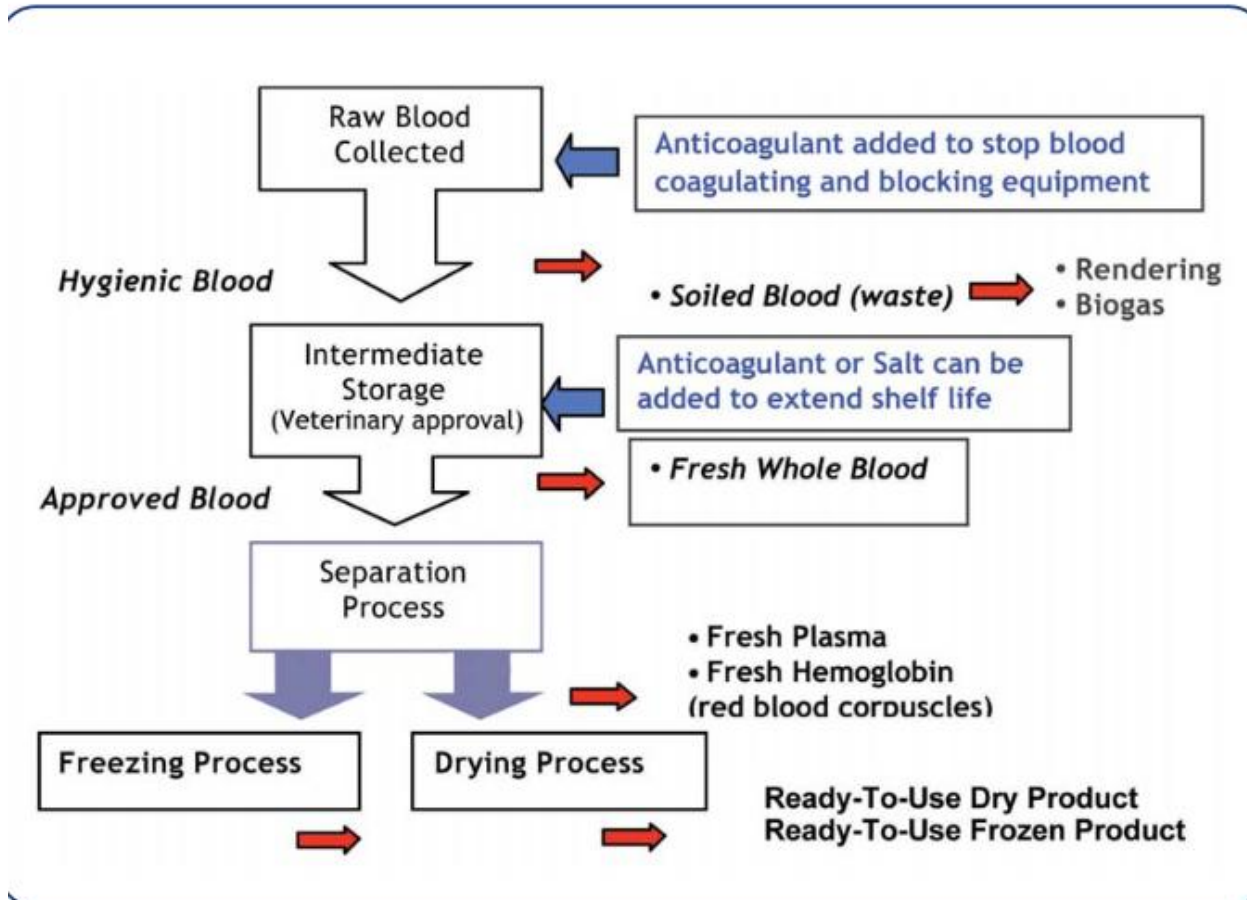 Raw Blood
Collected
Anticoagulant added to stop blood
coagulating and blocking equipment
Hygienic Blood
• Soiled Blood (waste)
• Rendering
• Biogas
Intermediate
Storage
(Veterinary approval)
Anticoagulant or Salt can be
added to extend shelf life
Approved Blood
• Fresh Whole Blood
Separation
Process
• Fresh Plasma
• Fresh Hemoglobin
(red blood corpuscles)
Freezing Process
Drying Process
Ready-To-Use Dry Product
Ready-To-Use Frozen Product